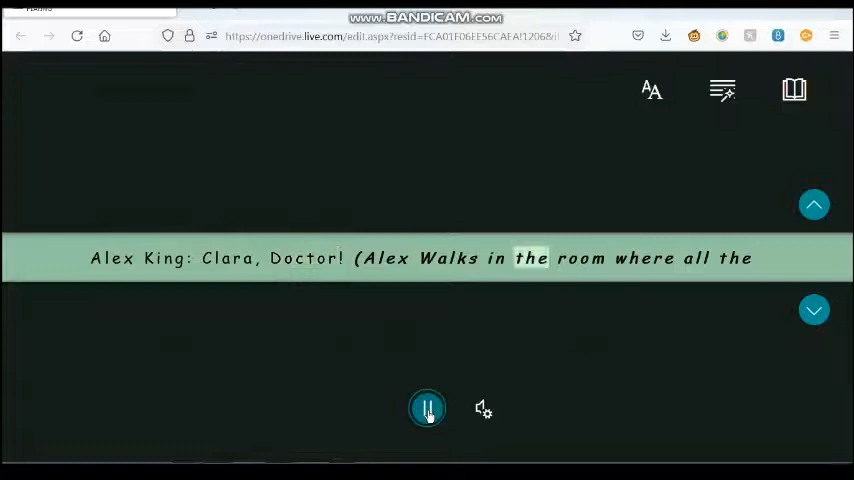 www.BANDICAM.com
https://onedrive.live.com/edit.aspx?resid=FCA01F06EE56CAEA!1206&i
AA
Alex King: Clara, Doctor! (Alex Walks in the room where all the